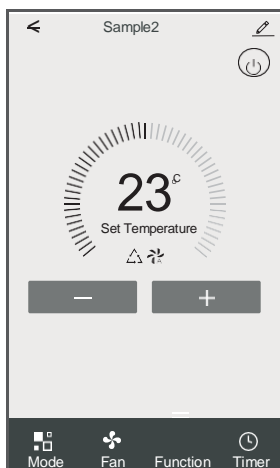 Sample2
23°C
Set Temperature
A
Mode Fan Function Timer